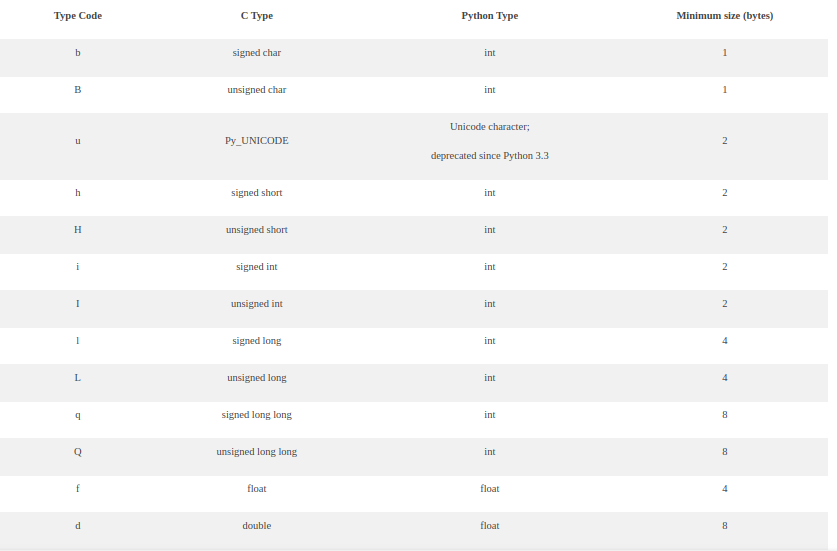 Type Code C Type Python Type Minimum size (bytes)
b signed char int 1
B unsigned char int 1
Unicode character;
u Py_UNICODE 2
deprecated since Python 3.3
h signed short int 2
H unsigned short int 2
i signed int int 2
I unsigned int int 2
l signed long int 4
L unsigned long int 4
q signed long long int 8
Q unsigned long long int 8
f float float 4
d double float 8